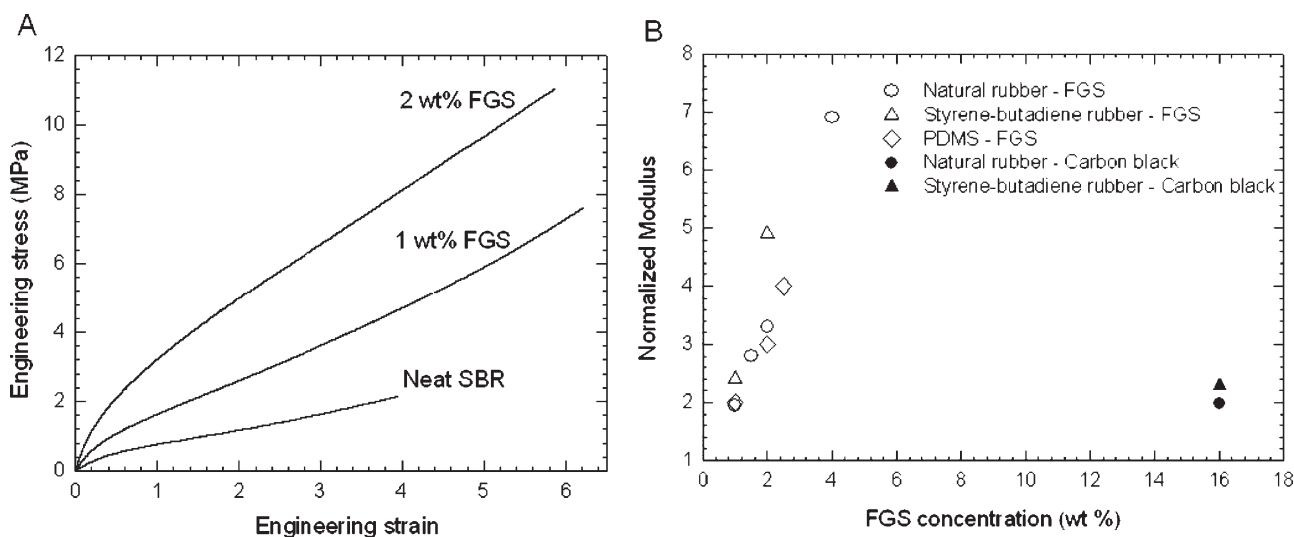 A
12
10
8
6
4
2
0
Engineering stress (MPa)
2 wt% FGS
1 wt% FGS
Neat SBR
0 1 2 3 4 5 6
Engineering strain
B
8
7
6
5
4
3
2
1
Normalized Modulus
Natural rubber - FGS
Styrene-butadiene rubber - FGS
PDMS - FGS
Natural rubber - Carbon black
Styrene-butadiene rubber - Carbon black
0 2 4 6 8 10 12 14 16 18
FGS concentration (wt %)